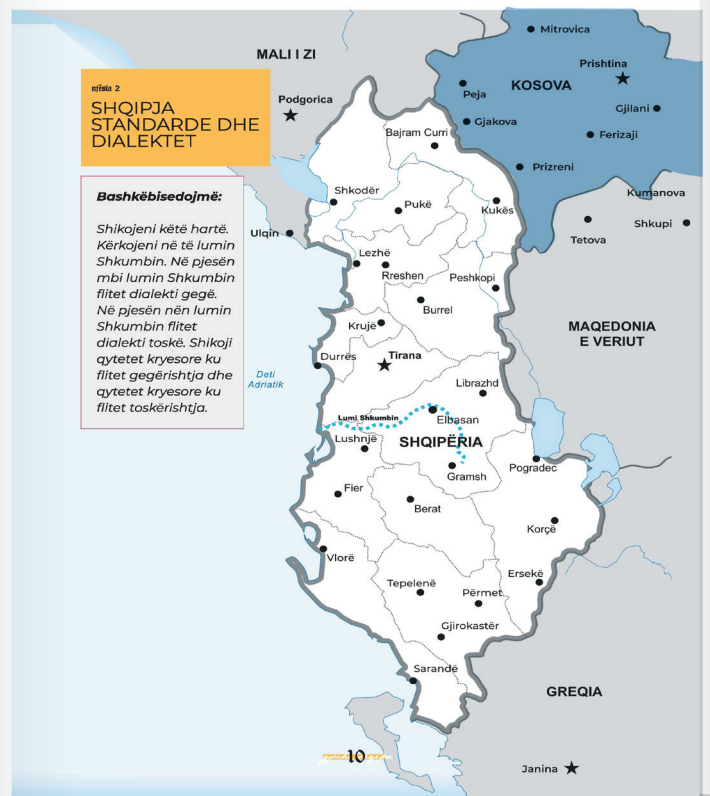 MALI I ZI
Mitrovica
Prishtina
KOSOVA
Peja
Gjilani
Gjakova
Ferizaji
Prizreni
Kumanova
Shkupi
Tetova
Podgorica
Ulqin
2
SHQIPJA
STANDARDE DHE
DIALEKTET
Bashkëbisedojmë:
Shikojeni këtë hartë.
Kërkojeni në të lumin
Shkumbin. Në pjesën
mbi lumin Shkumbin
flitet dialekti gegë.
Në pjesën nën lumin
Shkumbin flitet
dialekti toskë. Shikoji
qytetet kryesore ku
flitet gegërishtja dhe
qytetet kryesore ku
flitet toskërishtja.
Deti
Adriatik
Bajram Curri
Shkodër
Pukë
Kukës
Lezhë
Rreshen
Peshkopi
Burrel
Krujë
Durrës
Tirana
Librazhd
MAQEDONIA
E VERIUT
Lumi Shkumbin
Elbasan
Lushnjë
SHQIPËRIA
Gramsh
Pogradec
Fier
Berat
Korçë
Vlorë
Ersekë
Tepelenë
Përmet
Gjirokastër
Sarandë
GREQIA
Janina
10